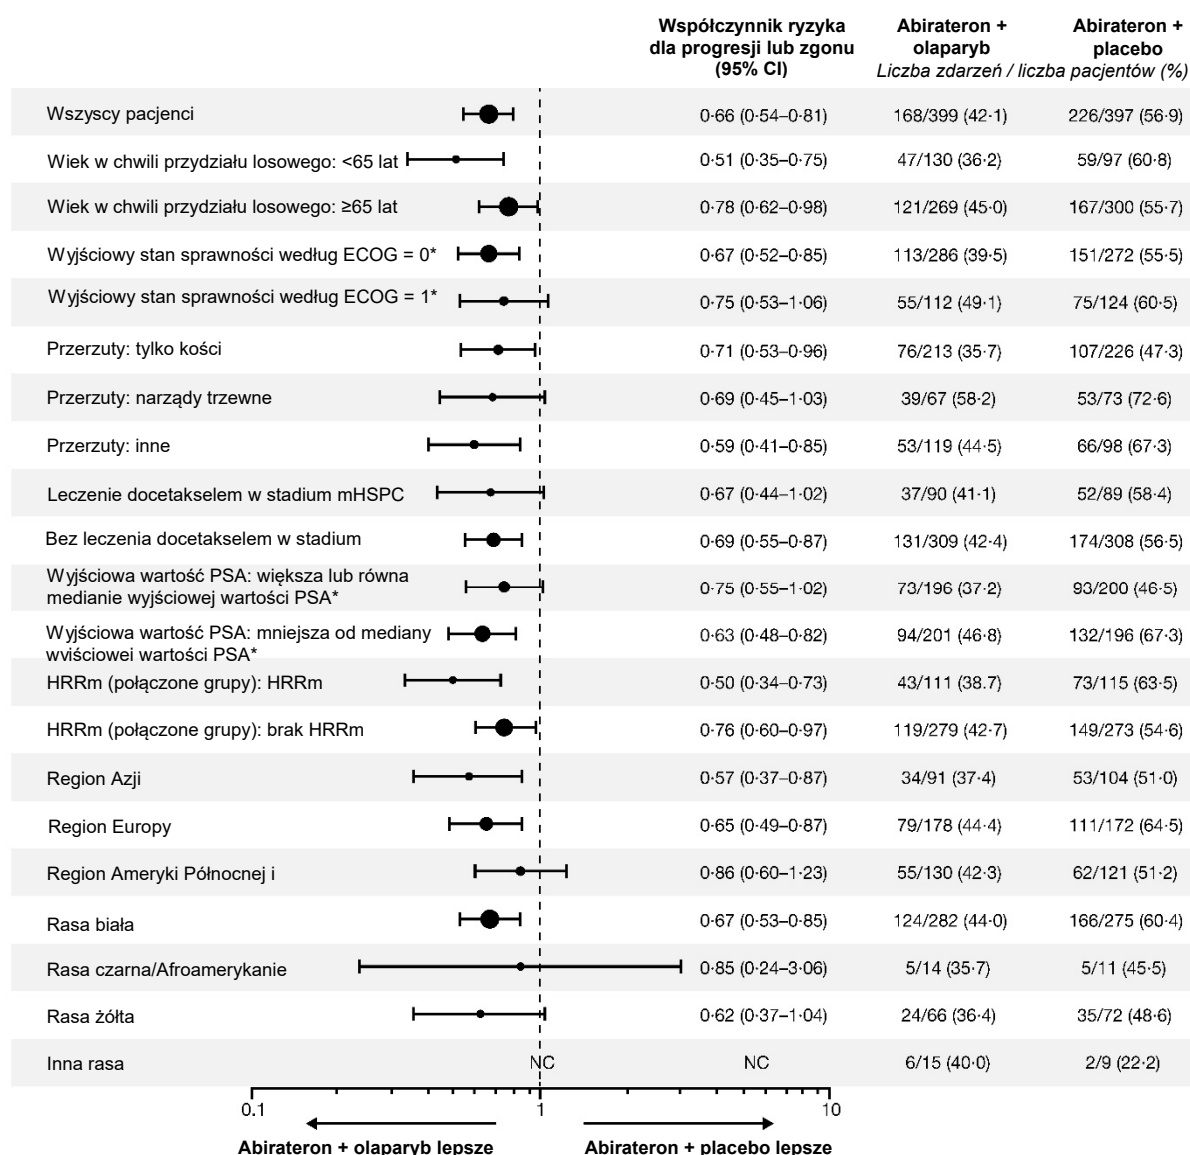 Współczynnik ryzyka dla progresji lub zgonu (95% CI) Abirateron + olaparyb Abirateron + placebo
Liczba zdarzeń / liczba pacjentów (%)
Wszyscy pacjenci 0·66 (0·54–0·81) 168/399 (42·1) 226/397 (56·9)
Wiek w chwili przydziału losowego: <65 lat 0·51 (0·35–0·75) 47/130 (36·2) 59/97 (60·8)
Wiek w chwili przydziału losowego: ≥65 lat 0·78 (0·62–0·98) 121/269 (45·0) 167/300 (55·7)
Wyjściowy stan sprawności według ECOG = 0* 0·67 (0·52–0·85) 113/286 (39·5) 151/272 (55·5)
Wyjściowy stan sprawności według ECOG = 1* 0·75 (0·53–1·06) 55/112 (49·1) 75/124 (60·5)
Przerzuty: tylko kości 0·71 (0·53–0·96) 76/213 (35·7) 107/226 (47·3)
Przerzuty: narządy trzewne 0·69 (0·45–1·03) 39/67 (58·2) 53/73 (72·6)
Przerzuty: inne 0·59 (0·41–0·85) 53/119 (44·5) 66/98 (67·3)
Leczenie docetakselem w stadium mHSPC 0·67 (0·44–1·02) 37/90 (41·1) 52/89 (58·4)
Bez leczenia docetakselem w stadium 0·69 (0·55–0·87) 131/309 (42·4) 174/308 (56·5)
Wyjściowa wartość PSA: większa lub równa
medianie wyjściowej wartości PSA* 0·75 (0·55–1·02) 73/196 (37·2) 93/200 (46·5)
Wyjściowa wartość PSA: mniejsza od mediany 0·63 (0·48–0·82) 94/201 (46·8) 132/196 (67·3)
wyjściowej wartości PSA*
HRRm (połączone grupy): HRRm 0·50 (0·34–0·73) 43/111 (38.7) 73/115 (63·5)
HRRm (połączone grupy): brak HRRm 0·76 (0·60–0·97) 119/279 (42·7) 149/273 (54·6)
Region Azji 0·57 (0·37–0·87) 34/91 (37·4) 53/104 (51·0)
Region Europy 0·65 (0·49–0·87) 79/178 (44·4) 111/172 (64·5)
Region Ameryki Północnej i 0·86 (0·60–1·23) 55/130 (42·3) 62/121 (51·2)
Rasa biała 0·67 (0·53–0·85) 124/282 (44·0) 166/275 (60·4)
Rasa czarna/Afroamerykanie 0·85 (0·24–3·06) 5/14 (35·7) 5/11 (45·5)
Rasa żółta 0·62 (0·37–1·04) 24/66 (36·4) 35/72 (48·6)
Inna rasa NC NC 6/15 (40·0) 2/9 (22·2)
0.1 1 10
Abirateron + olaparyb lepsze Abirateron + placebo lepsze